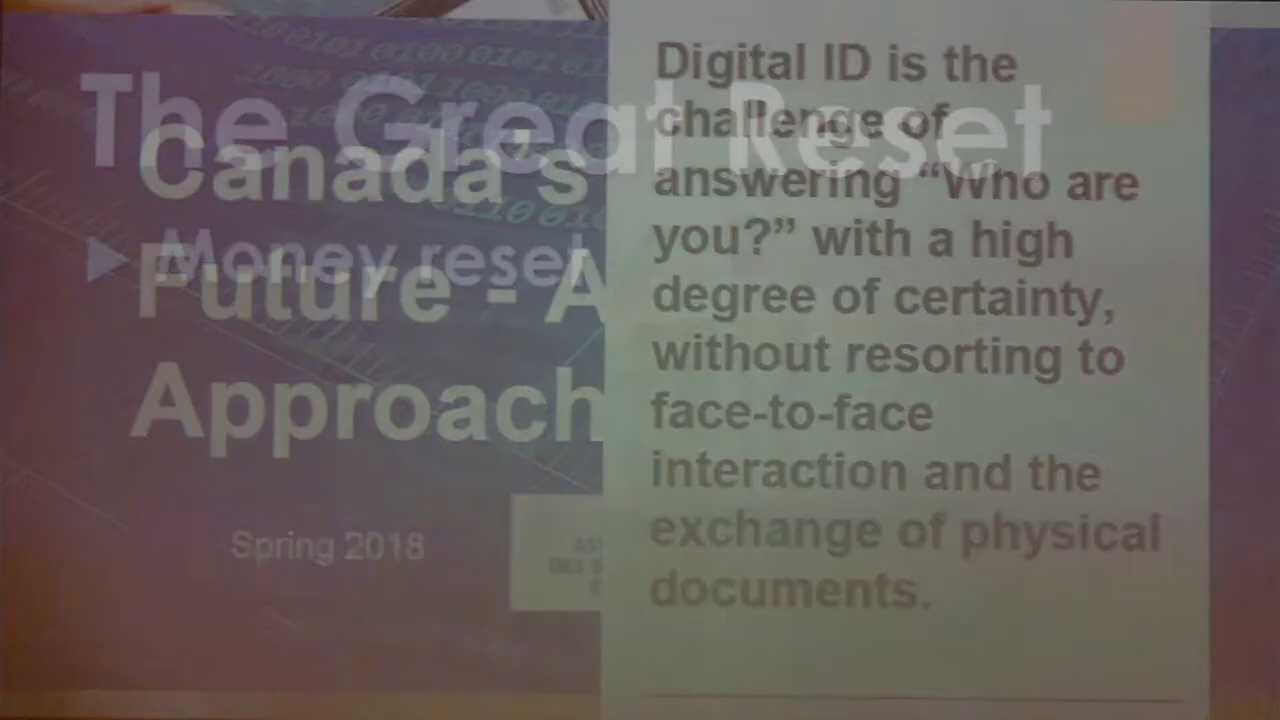 The Great Reset
Money reset
Canada's
Future - A
Approach
Spring 2018
Digital ID is the
challenge of
answering “Who are
you?” with a high
degree of certainty,
without resorting to
face-to-face
interaction and the
exchange of physical
documents.